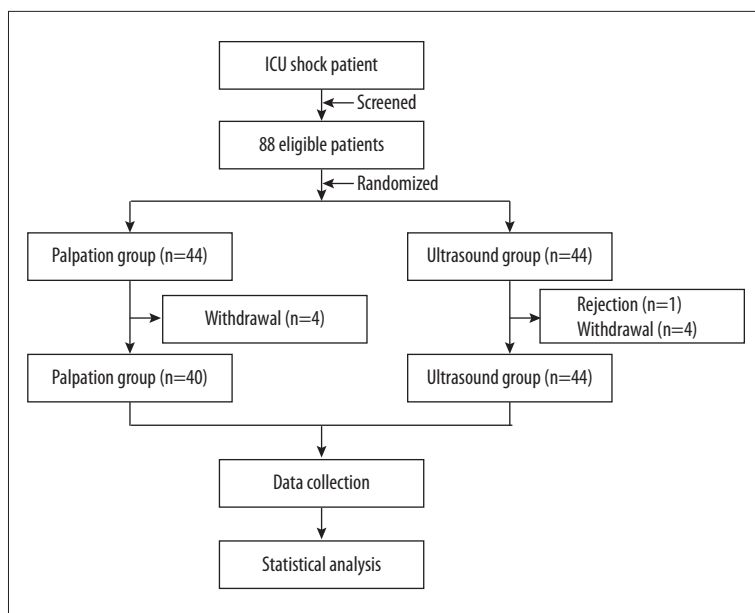 ICU shock patient
Screened
88 eligible patients
Randomized
Palpation group (n=44)
Ultrasound group (n=44)
Withdrawal (n=4)
Rejection (n=1)
Withdrawal (n=4)
Palpation group (n=40)
Ultrasound group (n=44)
Data collection
Statistical analysis